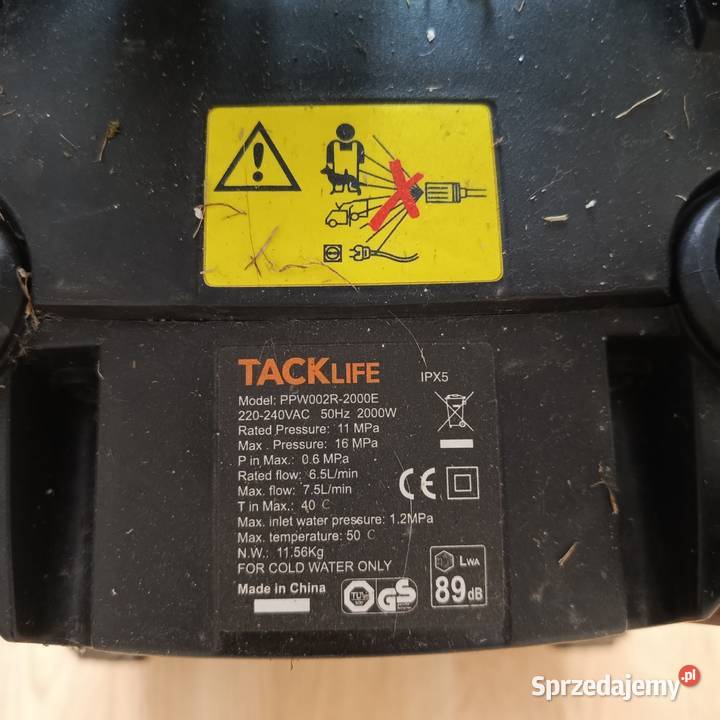 TACKLIFE
IPX5
Model: PPW002R-2000E
220-240VAC 50Hz 2000W
Rated Pressure: 11 MPa
Max. Pressure: 16 MPa
P in Max.: 0.6 MPa
Rated flow: 6.5L/min
Max. flow: 7.5L/min
T in Max.: 40 C
Max. inlet water pressure: 1.2MPa
Max. temperature: 50 C
N.W.: 11.56Kg
FOR COLD WATER ONLY
Made in China
CE
TÜV
GS
LWA
89dB
Sprzedajemy.pl